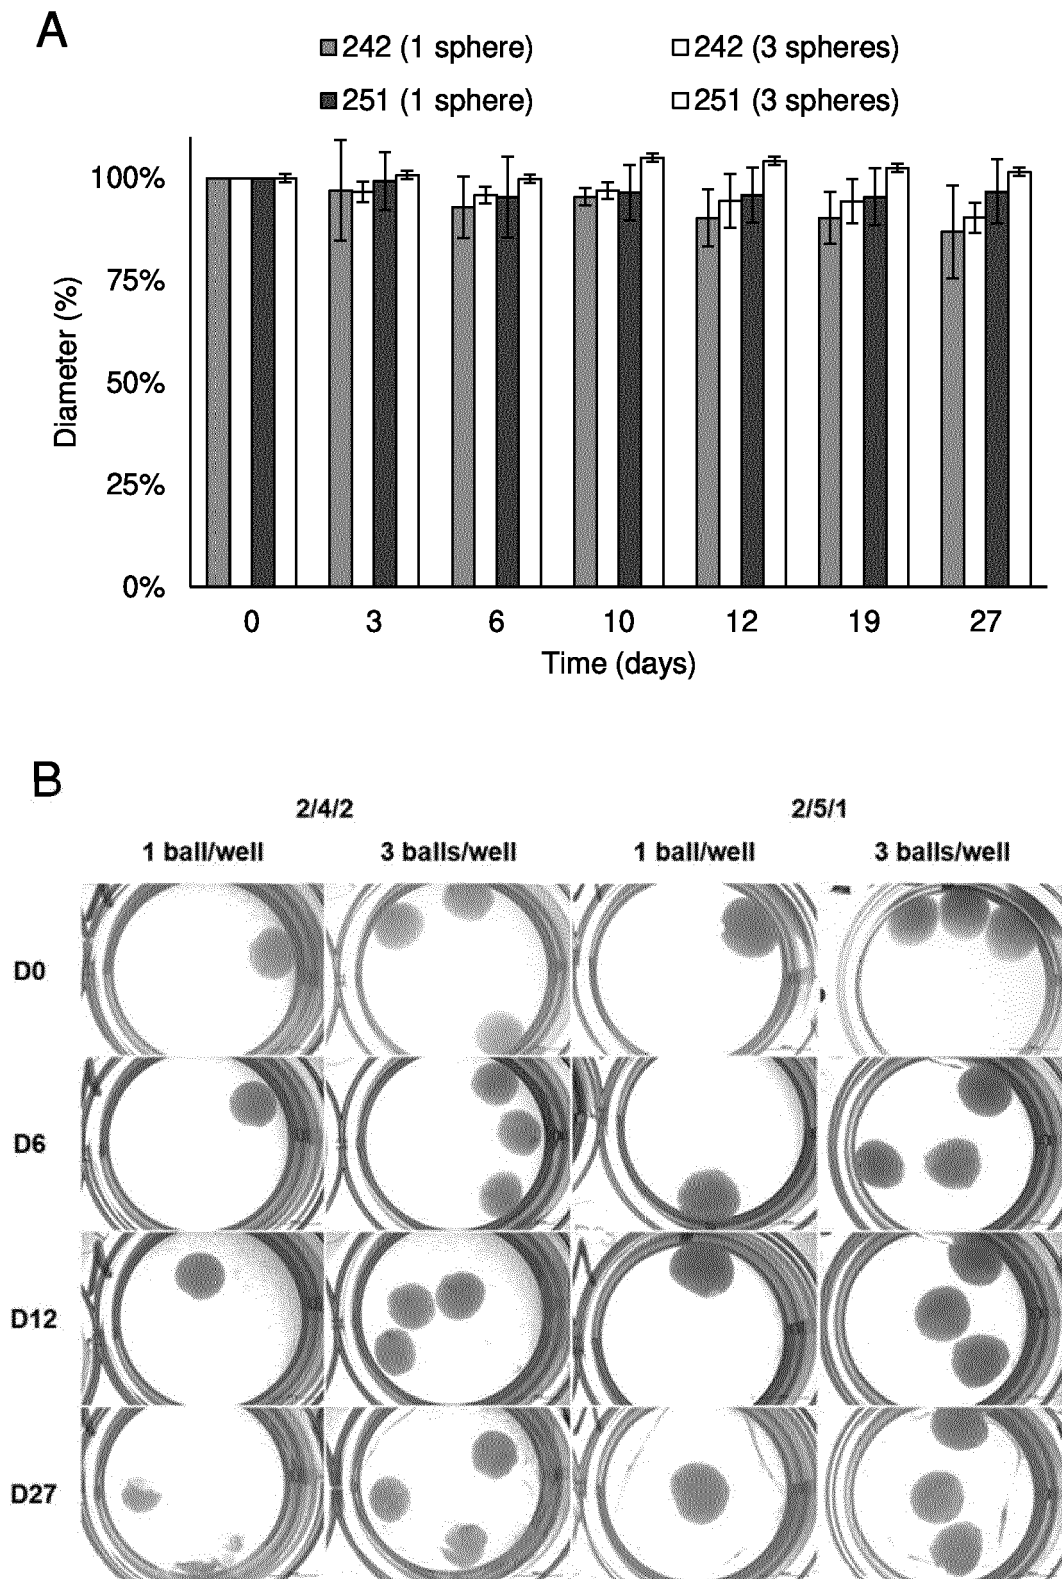 A
242 (1 sphere) 242 (3 spheres)
251 (1 sphere) 251 (3 spheres)
100%
75%
50%
25%
0%
Diameter (%)
0 3 6 10 12 19 27
Time (days)
B
2/4/2 2/5/1
1 ball/well 3 balls/well 1 ball/well 3 balls/well
D0
D6
D12
D27